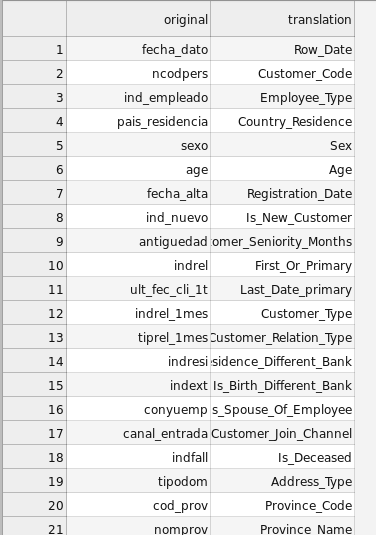 original translation
1 fecha_dato Row_Date
2 ncodpers Customer_Code
3 ind_empleado Employee_Type
4 pais_residencia Country_Residence
5 sexo Sex
6 age Age
7 fecha_alta Registration_Date
8 ind_nuevo Is_New_Customer
9 antiguedad omer_Seniority_Months
10 indrel First_Or_Primary
11 ult_fec_cli_1t Last_Date_primary
12 indrel_1mes Customer_Type
13 tiprel_1mes Customer_Relation_Type
14 indresi sidence_Different_Bank
15 indext Is_Birth_Different_Bank
16 conyuemp s_Spouse_Of_Employee
17 canal_entrada Customer_Join_Channel
18 indfall Is_Deceased
19 tipodom Address_Type
20 cod_prov Province_Code
21 nomprov Province_Name